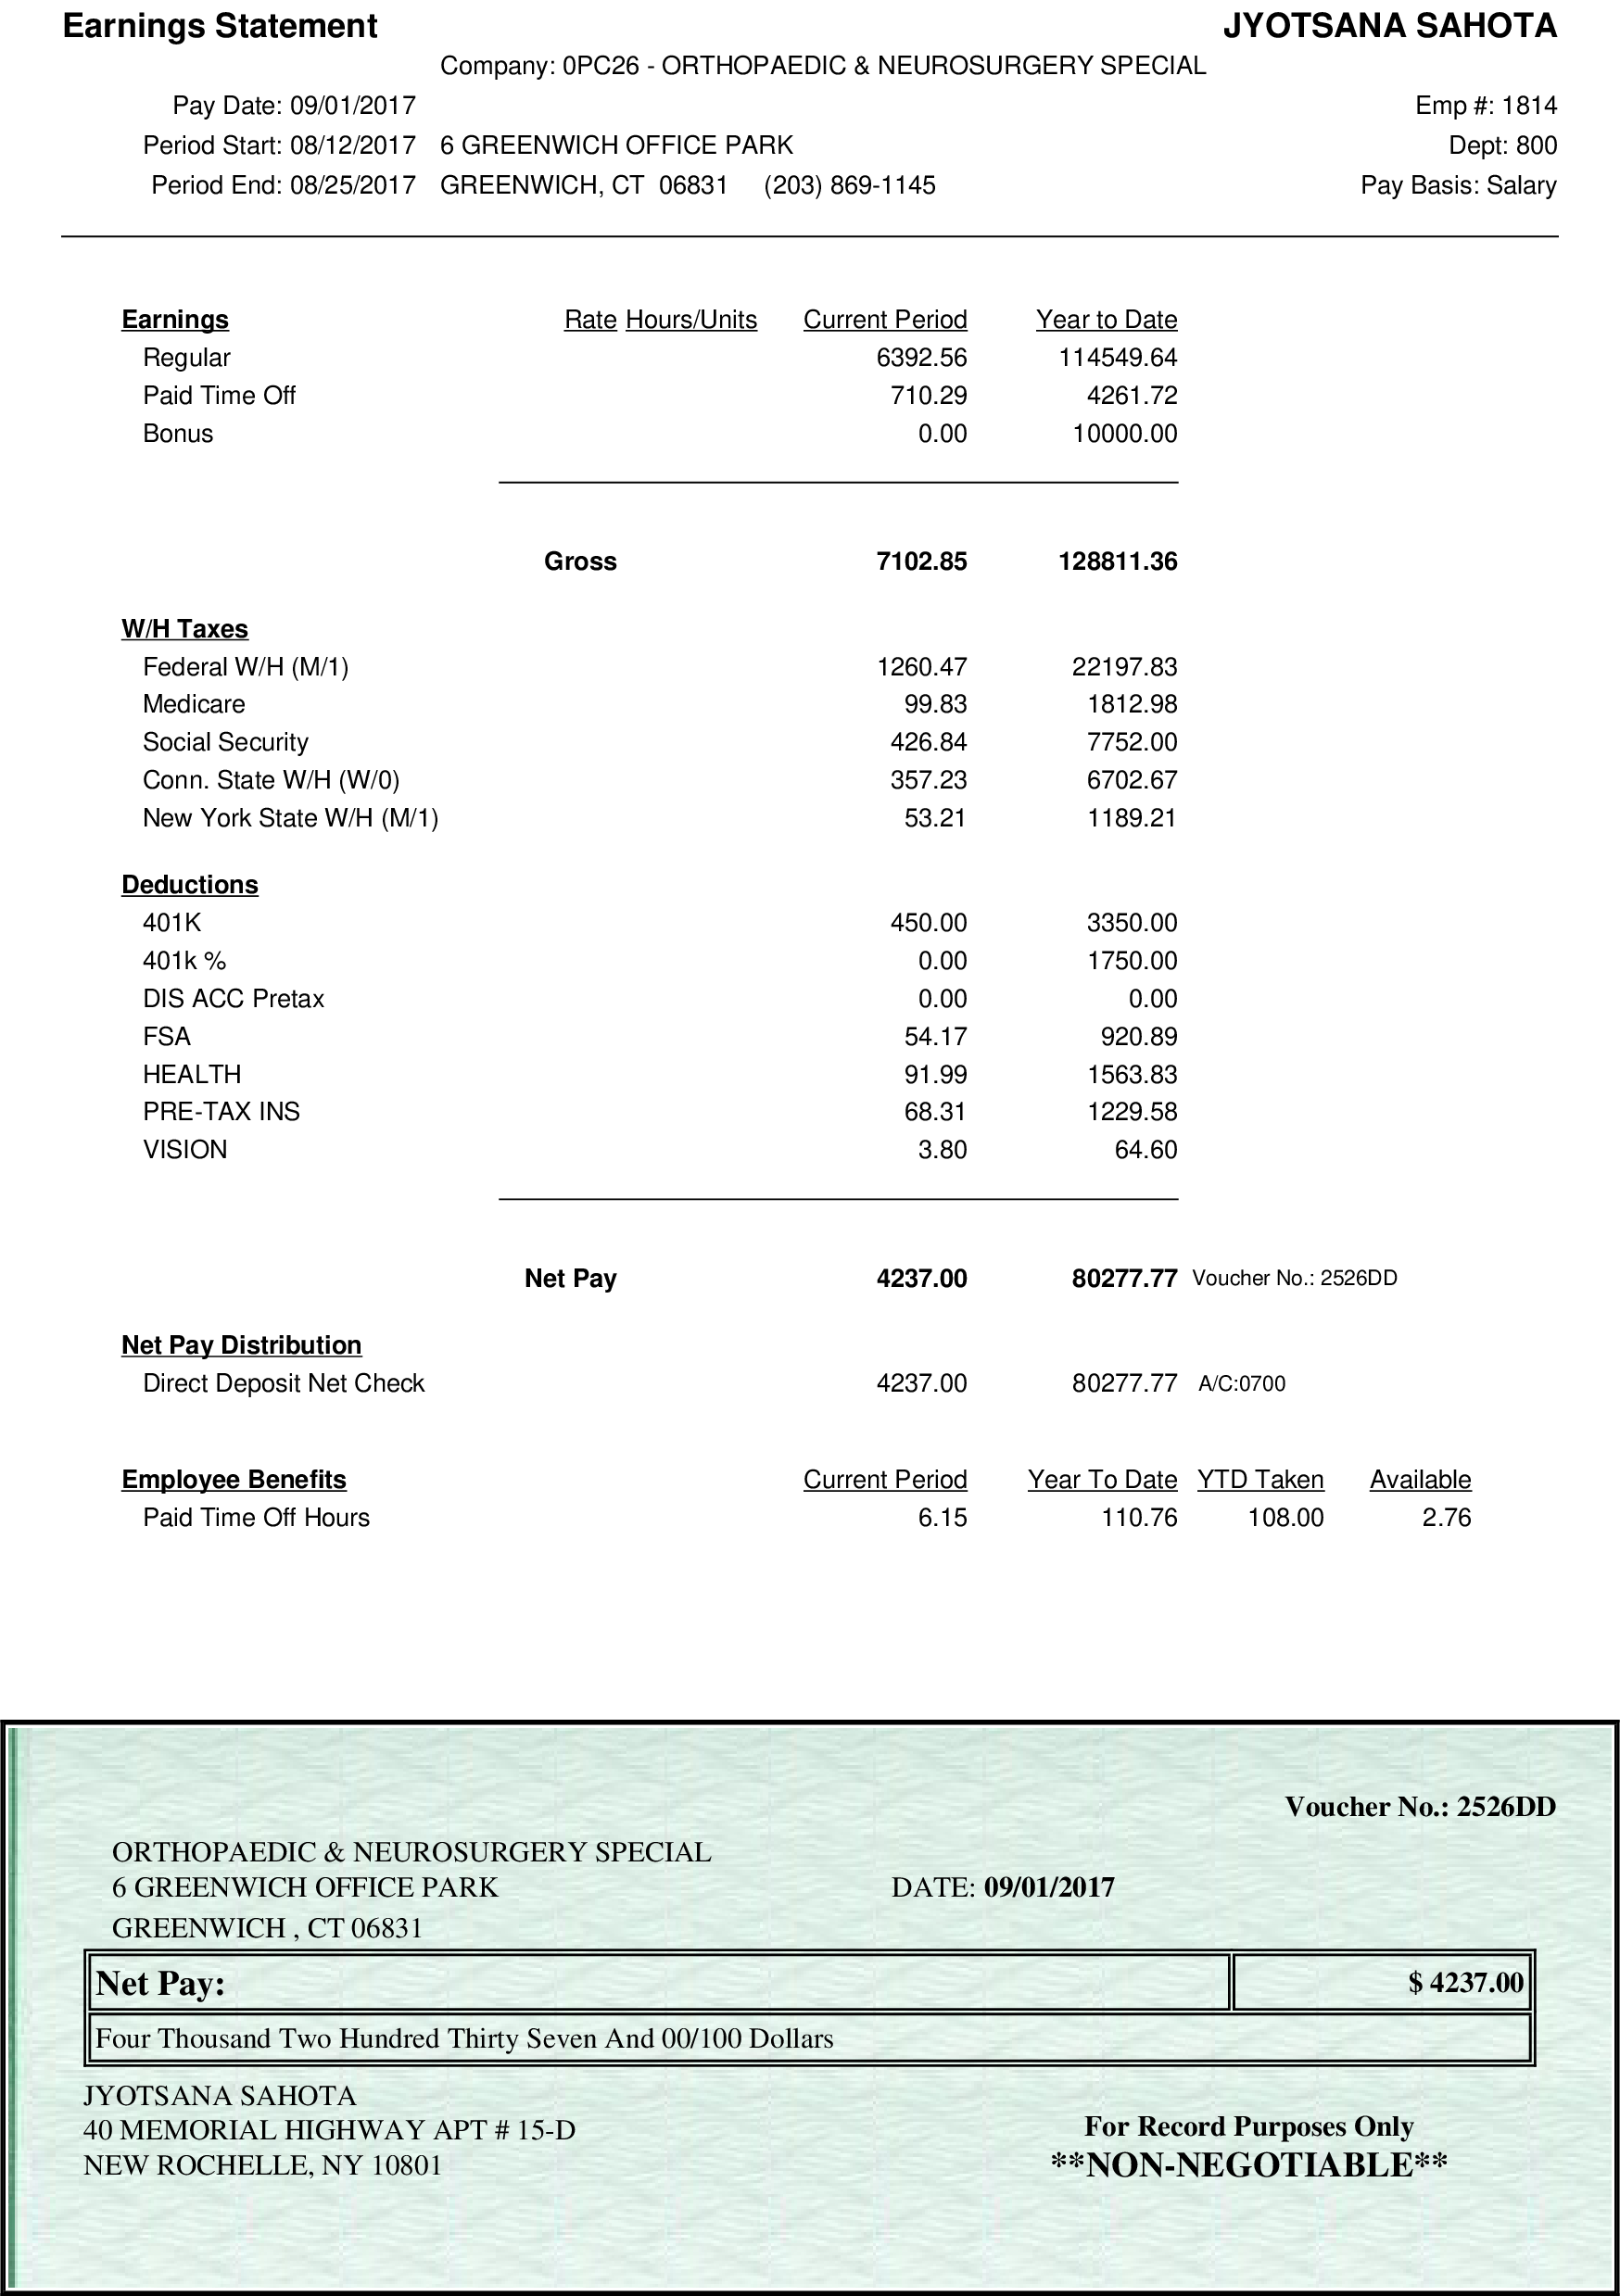 Earnings Statement JYOTSANA SAHOTA
Company: 0PC26 - ORTHOPAEDIC & NEUROSURGERY SPECIAL
Pay Date: 09/01/2017 Emp #: 1814
Period Start: 08/12/2017 6 GREENWICH OFFICE PARK Dept: 800
Period End: 08/25/2017 GREENWICH, CT 06831 (203) 869-1145 Pay Basis: Salary
Earnings Rate Hours/Units Current Period Year to Date
Regular 6392.56 114549.64
Paid Time Off 710.29 4261.72
Bonus 0.00 10000.00
Gross 7102.85 128811.36
W/H Taxes
Federal W/H (M/1) 1260.47 22197.83
Medicare 99.83 1812.98
Social Security 426.84 7752.00
Conn. State W/H (W/0) 357.23 6702.67
New York State W/H (M/1) 53.21 1189.21
Deductions
401K 450.00 3350.00
401k % 0.00 1750.00
DIS ACC Pretax 0.00 0.00
FSA 54.17 920.89
HEALTH 91.99 1563.83
PRE-TAX INS 68.31 1229.58
VISION 3.80 64.60
Net Pay 4237.00 80277.77 Voucher No.: 2526DD
Net Pay Distribution
Direct Deposit Net Check 4237.00 80277.77 A/C:0700
Employee Benefits Current Period Year To Date YTD Taken Available
Paid Time Off Hours 6.15 110.76 108.00 2.76
Voucher No.: 2526DD
ORTHOPAEDIC & NEUROSURGERY SPECIAL
6 GREENWICH OFFICE PARK DATE: 09/01/2017
GREENWICH , CT 06831
Net Pay: $ 4237.00
Four Thousand Two Hundred Thirty Seven And 00/100 Dollars
JYOTSANA SAHOTA
40 MEMORIAL HIGHWAY APT # 15-D For Record Purposes Only
NEW ROCHELLE, NY 10801 **NON-NEGOTIABLE**